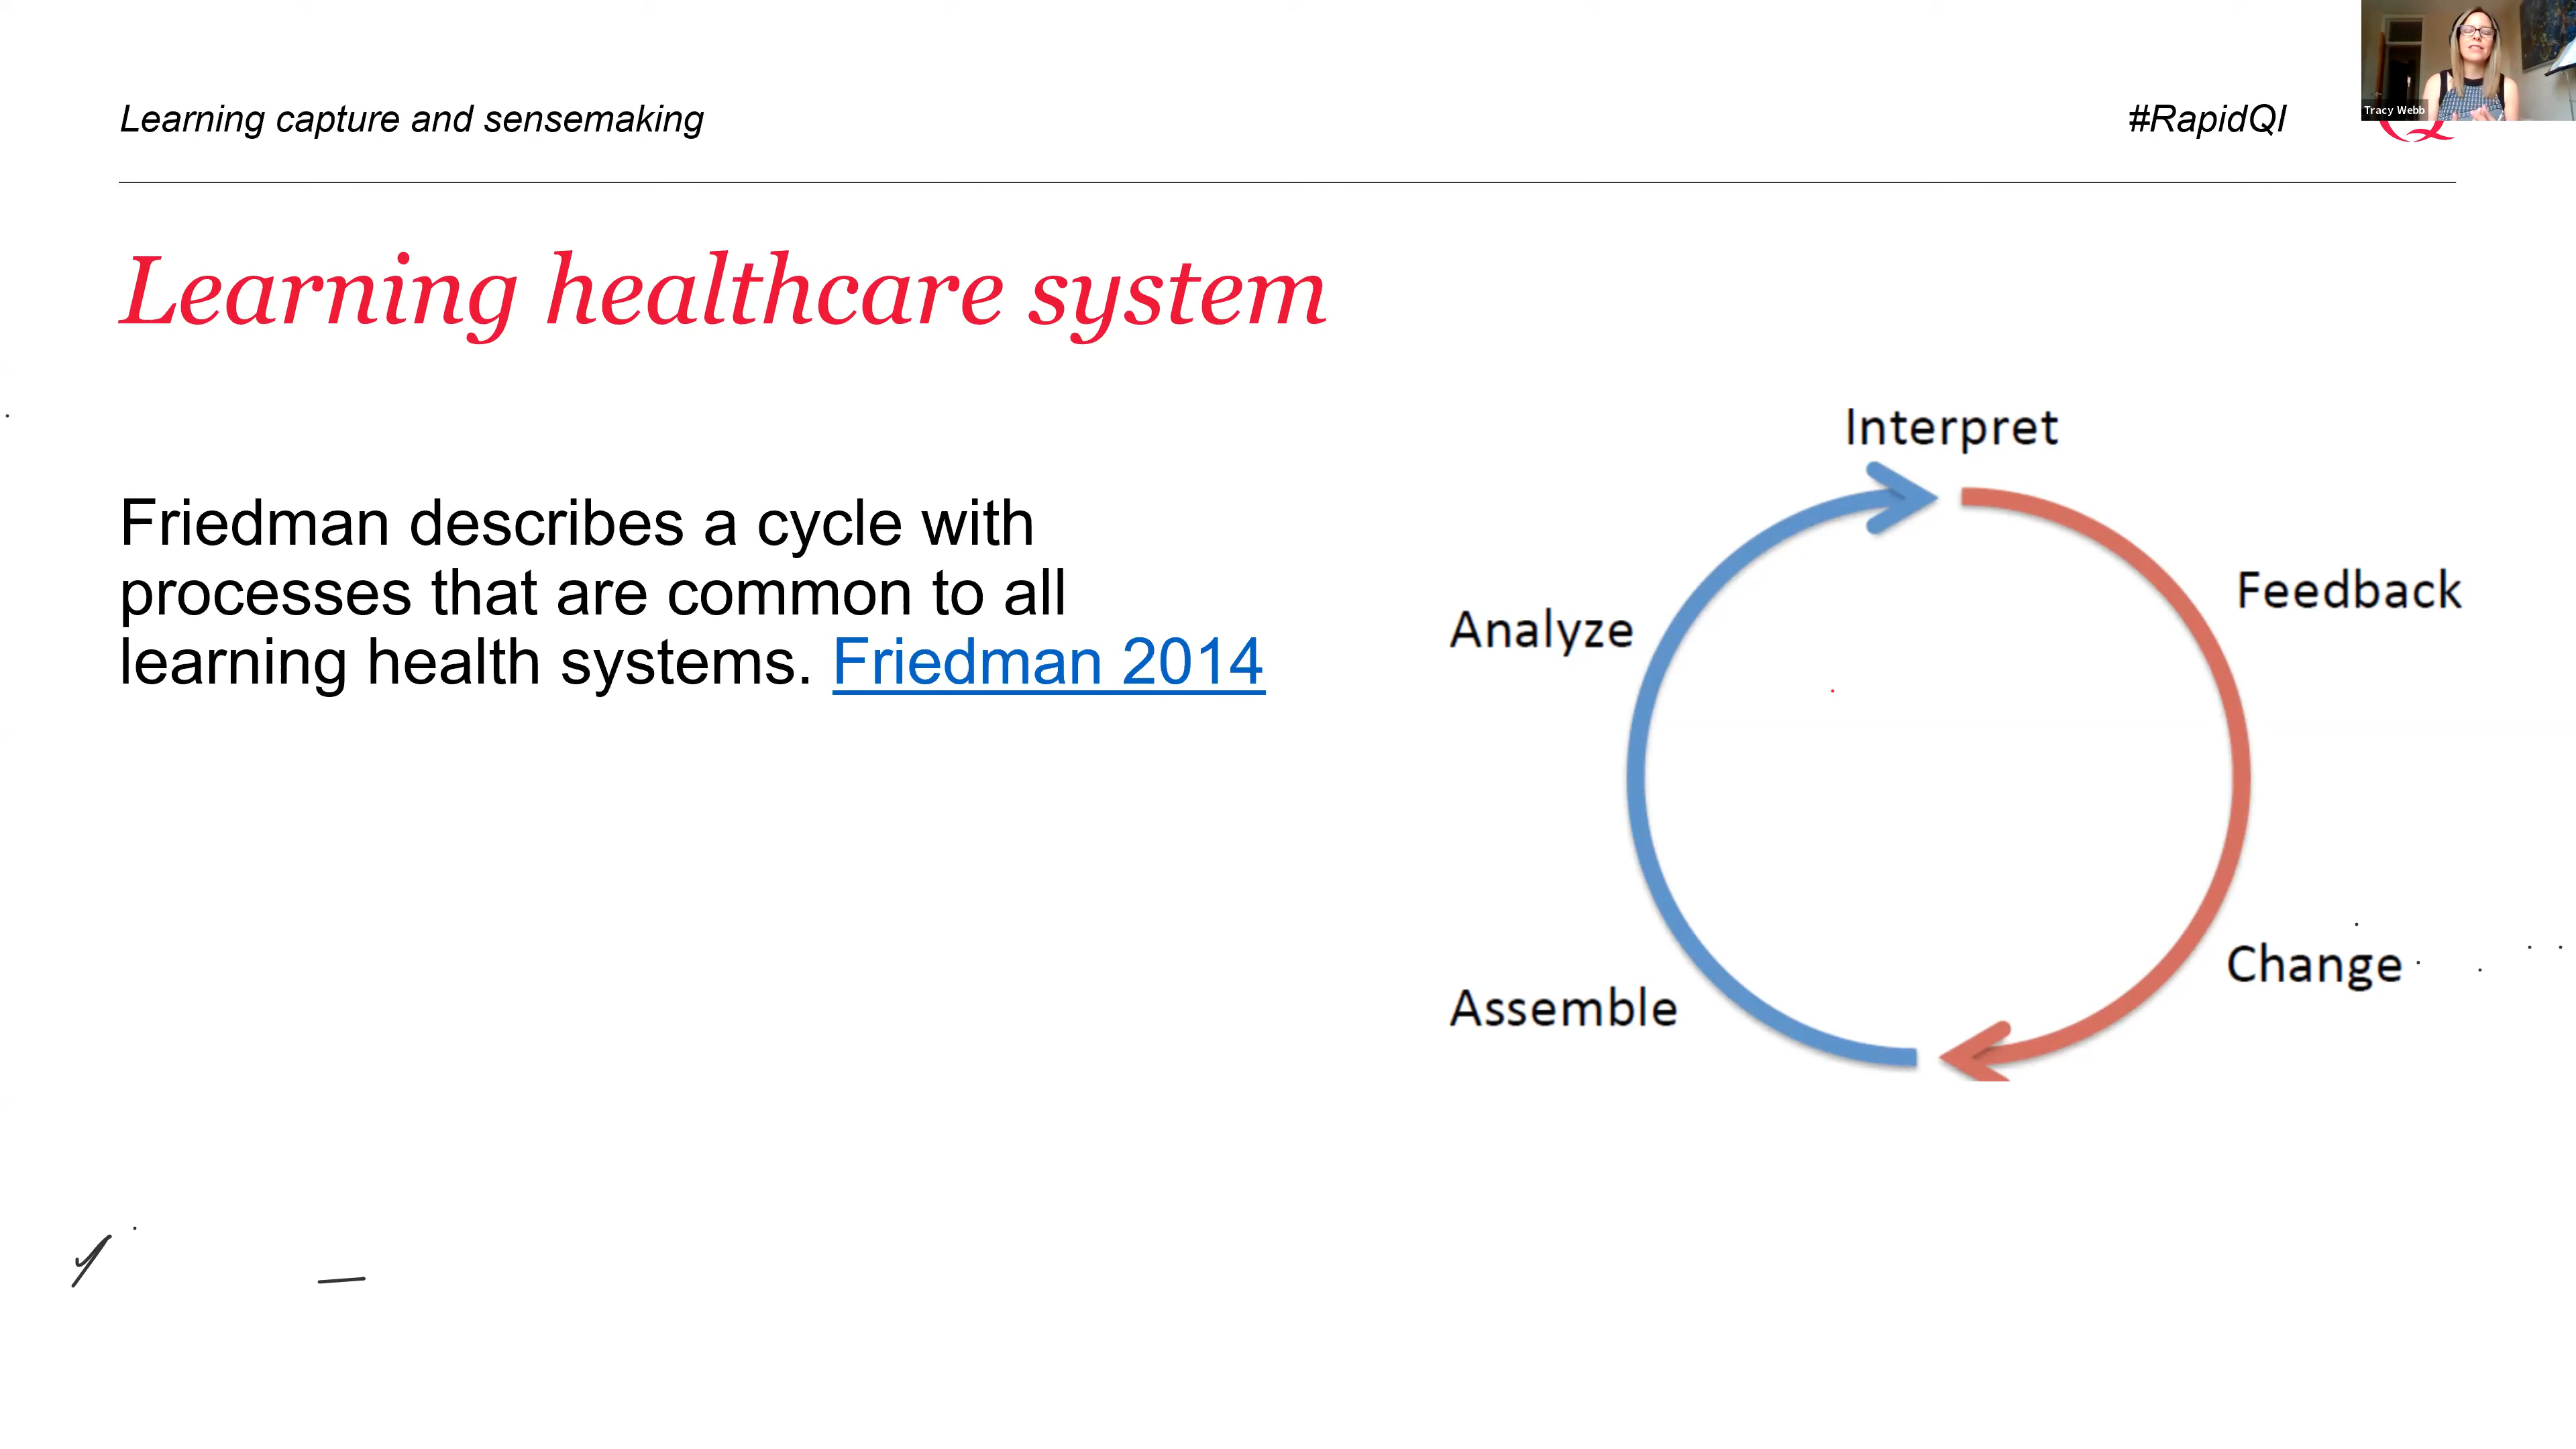 Learning capture and sensemaking
#RapidQI
Tracy Webb
Learning healthcare system
Friedman describes a cycle with
processes that are common to all
learning health systems. Friedman 2014
Interpret
Feedback
Analyze
Change
Assemble